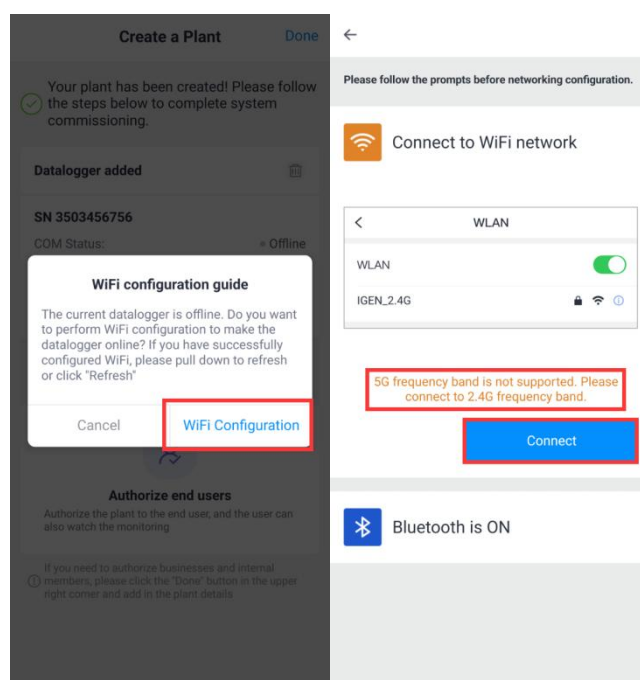 Create a Plant
Done
Your plant has been created! Please follow
the steps below to complete system
commissioning.
Datalogger added
SN 3503456756
COM Status:
Offline
WiFi configuration guide
The current datalogger is offline. Do you want
to perform WiFi configuration to make the
datalogger online? If you have successfully
configured WiFi, please pull down to refresh
or click "Refresh"
Cancel
WiFi Configuration
Authorize end users
Authorize the plant to the end user, and the user can
also watch the monitoring
If you need to authorize businesses and internal
members, please click the "Done" button in the upper
right corner and add in the plant details
Please follow the prompts before networking configuration.
Connect to WiFi network
WLAN
WLAN
IGEN_2.4G
5G frequency band is not supported. Please
connect to 2.4G frequency band.
Connect
Bluetooth is ON